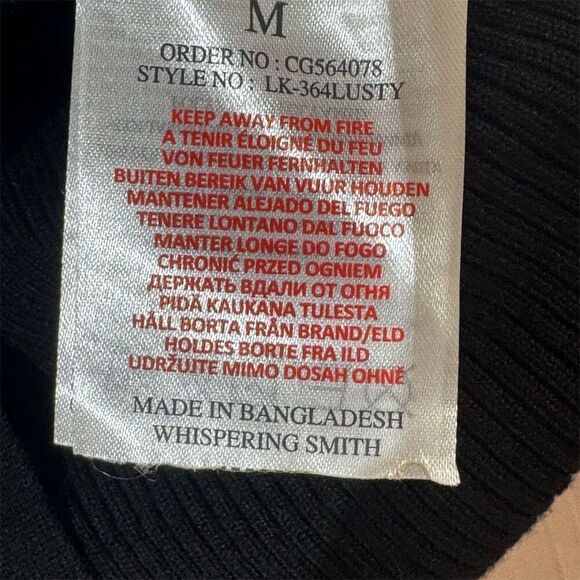 M
ORDER NO : CG564078
STYLE NO : LK-364LUSTY
KEEP AWAY FROM FIRE
A TENIR ÉLOIGNÉ DU FEU
VON FEUER FERNHALTEN
BUITEN BEREIK VAN VUUR HOUDEN
MANTENER ALEJADO DEL FUEGO
TENERE LONTANO DAL FUOCO
MANTER LONGE DO FOGO
CHRONIĆ PRZED OGNIEM
ДЕРЖАТЬ ВДАЛИ ОТ ОГНЯ
PIDÄ KAUKANA TULESTA
HÅLL BORTA FRÅN BRAND/ELD
HOLDES BORTE FRA ILD
UDRŽUJTE MIMO DOSAH OHNĚ
MADE IN BANGLADESH
WHISPERING SMITH